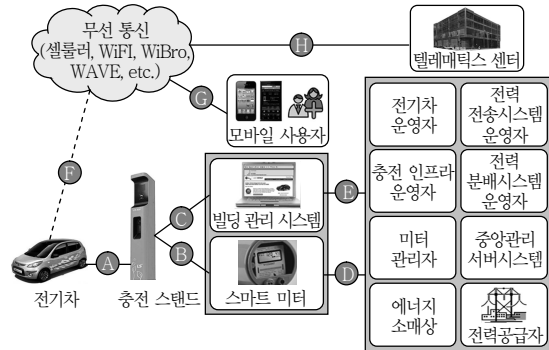 무선 통신
(셀룰러, WiFI, WiBro,
WAVE, etc.)
H
텔레매틱스 센터
G
모바일 사용자
F
전기차
A
충전 스탠드
C
빌딩 관리 시스템
B
스마트 미터
E
D
전기차
운영자
전력
전송시스템
운영자
충전 인프라
운영자
전력
분배시스템
운영자
미터
관리자
중앙관리
서버시스템
에너지
소매상
전력공급자